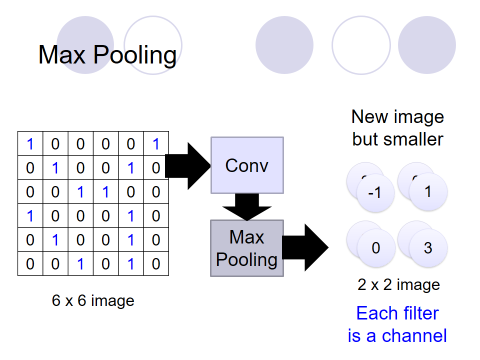 Max Pooling
New image
but smaller
1 0 0 0 0 1
0 1 0 0 1 0
0 0 1 1 0 0
1 0 0 0 1 0
0 1 0 0 1 0
0 0 1 0 1 0
Conv
Max
Pooling
-1 1
0 3
6 x 6 image
2 x 2 image
Each filter
is a channel